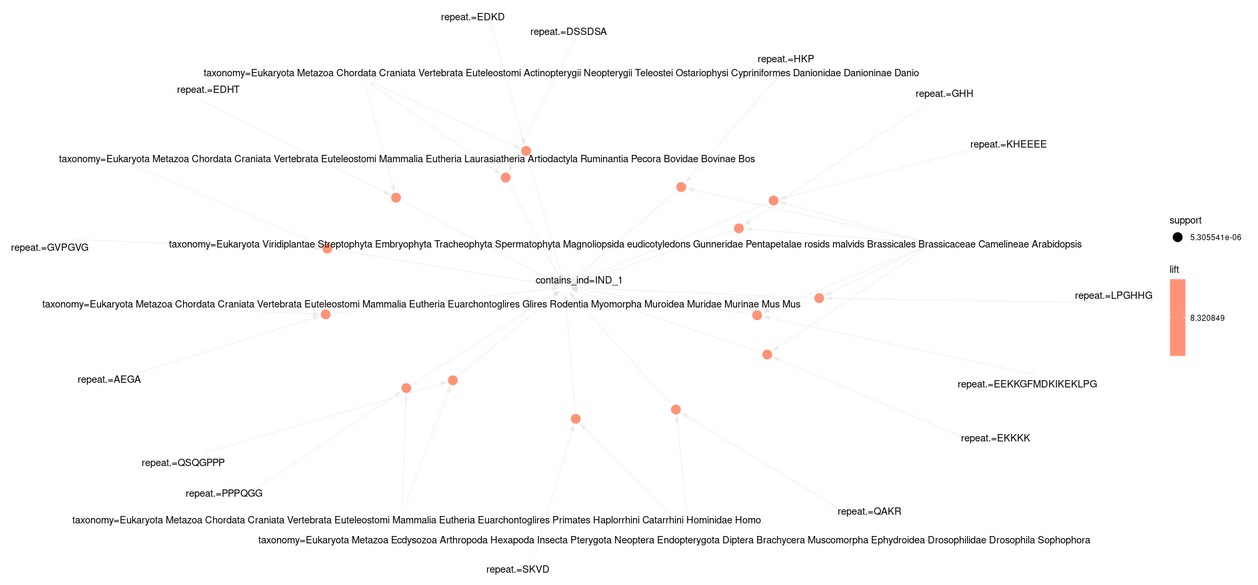 repeat.=EDKD
repeat.=DSSDSA
repeat.=HKP
taxonomy=Eukaryota Metazoa Chordata Craniata Vertebrata Euteleostomi Actinopterygii Neopterygii Teleostei Ostariophysi Cypriniformes Danionidae Danioninae Danio
repeat.=EDHT
repeat.=GHH
repeat.=KHEEEE
taxonomy=Eukaryota Metazoa Chordata Craniata Vertebrata Euteleostomi Mammalia Eutheria Laurasiatheria Artiodactyla Ruminantia Pecora Bovidae Bovinae Bos
support
5.305541e-06
repeat.=GVPGVG
taxonomy=Eukaryota Viridiplantae Streptophyta Embryophyta Tracheophyta Spermatophyta Magnoliopsida eudicotyledons Gunneridae Pentapetalae rosids malvids Brassicales Brassicaceae Camelineae Arabidopsis
lift
contains_ind=IND_1
repeat.=LPGHHG
taxonomy=Eukaryota Metazoa Chordata Craniata Vertebrata Euteleostomi Mammalia Eutheria Euarchontoglires Glires Rodentia Myomorpha Muroidea Muridae Murinae Mus Mus
8.320849
repeat.=AEGA
repeat.=EEKKGFMDKIKEKLPG
repeat.=EKKKK
repeat.=QSQGPPP
repeat.=PPPQGG
repeat.=QAKR
taxonomy=Eukaryota Metazoa Chordata Craniata Vertebrata Euteleostomi Mammalia Eutheria Euarchontoglires Primates Haplorrhini Catarrhini Hominidae Homo
taxonomy=Eukaryota Metazoa Ecdysozoa Arthropoda Hexapoda Insecta Pterygota Neoptera Endopterygota Diptera Brachycera Muscomorpha Ephydroidea Drosophilidae Drosophila Sophophora
repeat.=SKVD